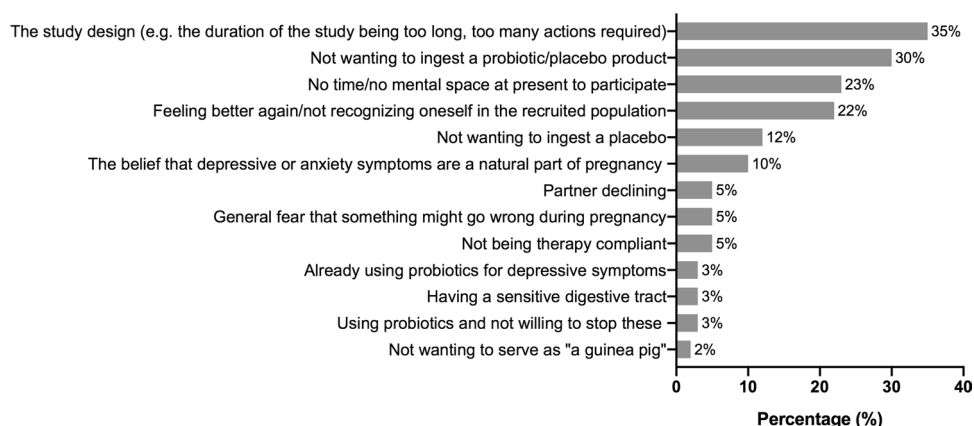 The study design (e.g. the duration of the study being too long, too many actions required) 35%
Not wanting to ingest a probiotic/placebo product 30%
No time/no mental space at present to participate 23%
Feeling better again/not recognizing oneself in the recruited population 22%
Not wanting to ingest a placebo 12%
The belief that depressive or anxiety symptoms are a natural part of pregnancy 10%
Partner declining 5%
General fear that something might go wrong during pregnancy 5%
Not being therapy compliant 5%
Already using probiotics for depressive symptoms 3%
Having a sensitive digestive tract 3%
Using probiotics and not willing to stop these 3%
Not wanting to serve as "a guinea pig" 2%
0 10 20 30 40
Percentage (%)